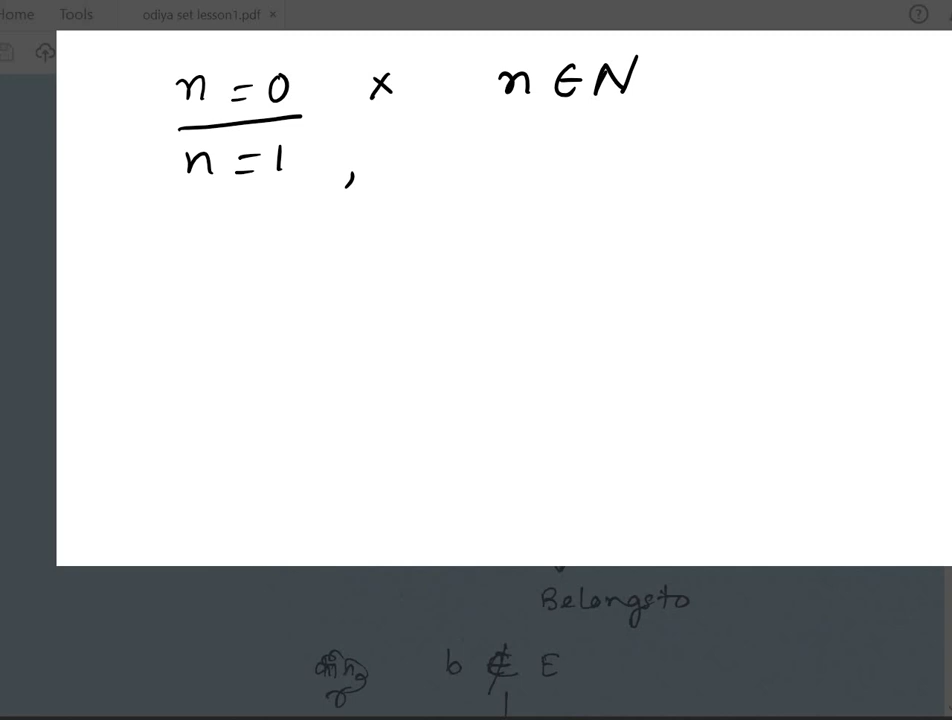 Home Tools odiya set lesson1.pdf ×
n = 0 × n ∈ N
n = 1 ,
Belongsto
b ∉ E